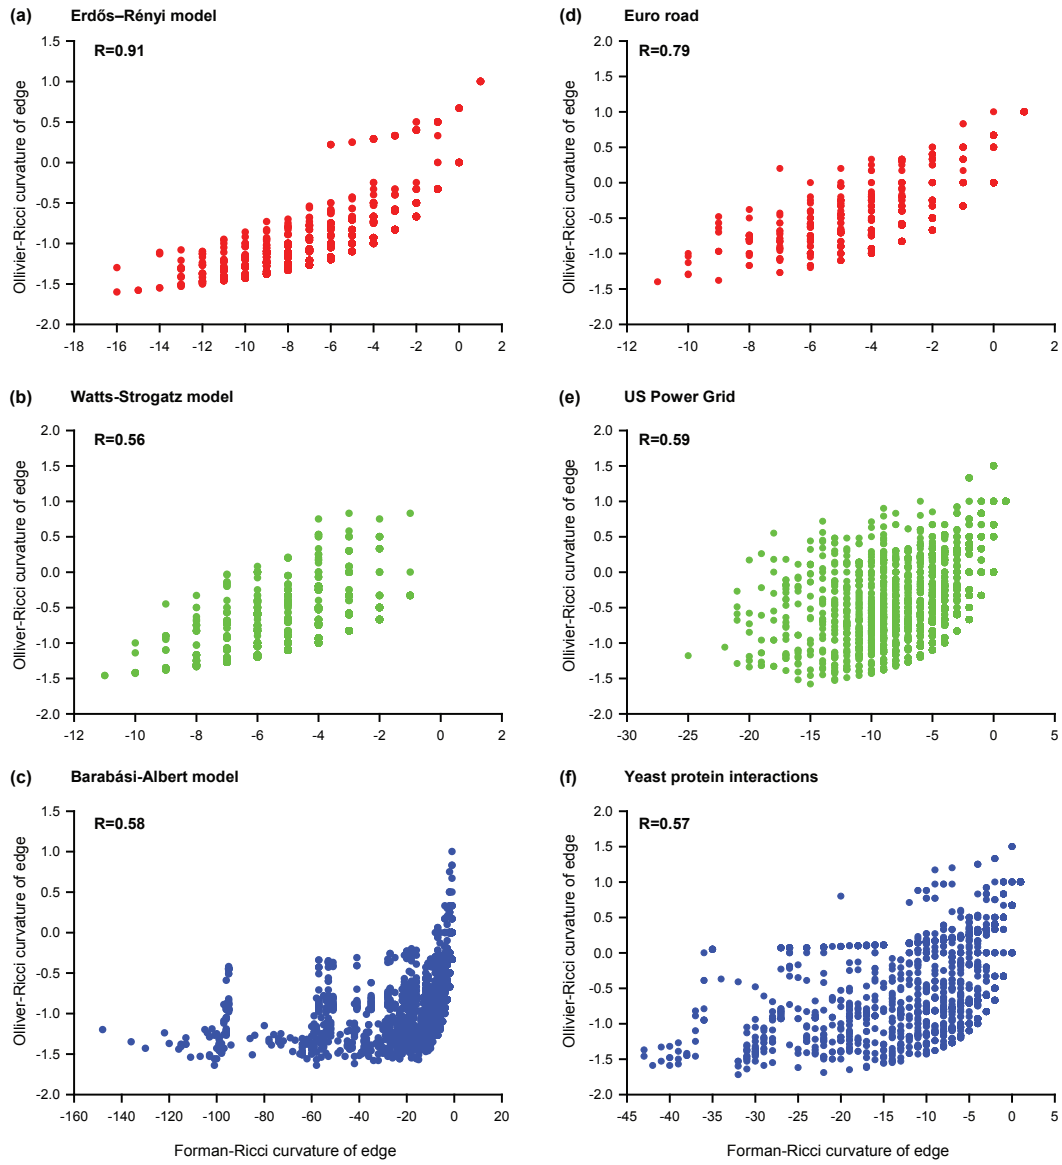 (a) Erdős–Rényi model
R=0.91
Ollivier-Ricci curvature of edge
1.5
1.0
0.5
0.0
-0.5
-1.0
-1.5
-2.0
-18 -16 -14 -12 -10 -8 -6 -4 -2 0 2
(d) Euro road
R=0.79
Ollivier-Ricci curvature of edge
2.0
1.5
1.0
0.5
0.0
-0.5
-1.0
-1.5
-2.0
-12 -10 -8 -6 -4 -2 0 2
(b) Watts-Strogatz model
R=0.56
Olliver-Ricci curvature of edge
2.0
1.5
1.0
0.5
0.0
-0.5
-1.0
-1.5
-2.0
-12 -10 -8 -6 -4 -2 0 2
(e) US Power Grid
R=0.59
Ollivier-Ricci curvature of edge
2.0
1.5
1.0
0.5
0.0
-0.5
-1.0
-1.5
-2.0
-30 -25 -20 -15 -10 -5 0 5
(c) Barabási-Albert model
R=0.58
Ollivier-Ricci curvature of edge
1.5
1.0
0.5
0.0
-0.5
-1.0
-1.5
-2.0
-160 -140 -120 -100 -80 -60 -40 -20 0 20
Forman-Ricci curvature of edge
(f) Yeast protein interactions
R=0.57
Ollivier-Ricci curvature of edge
2.0
1.5
1.0
0.5
0.0
-0.5
-1.0
-1.5
-2.0
-45 -40 -35 -30 -25 -20 -15 -10 -5 0 5
Forman-Ricci curvature of edge